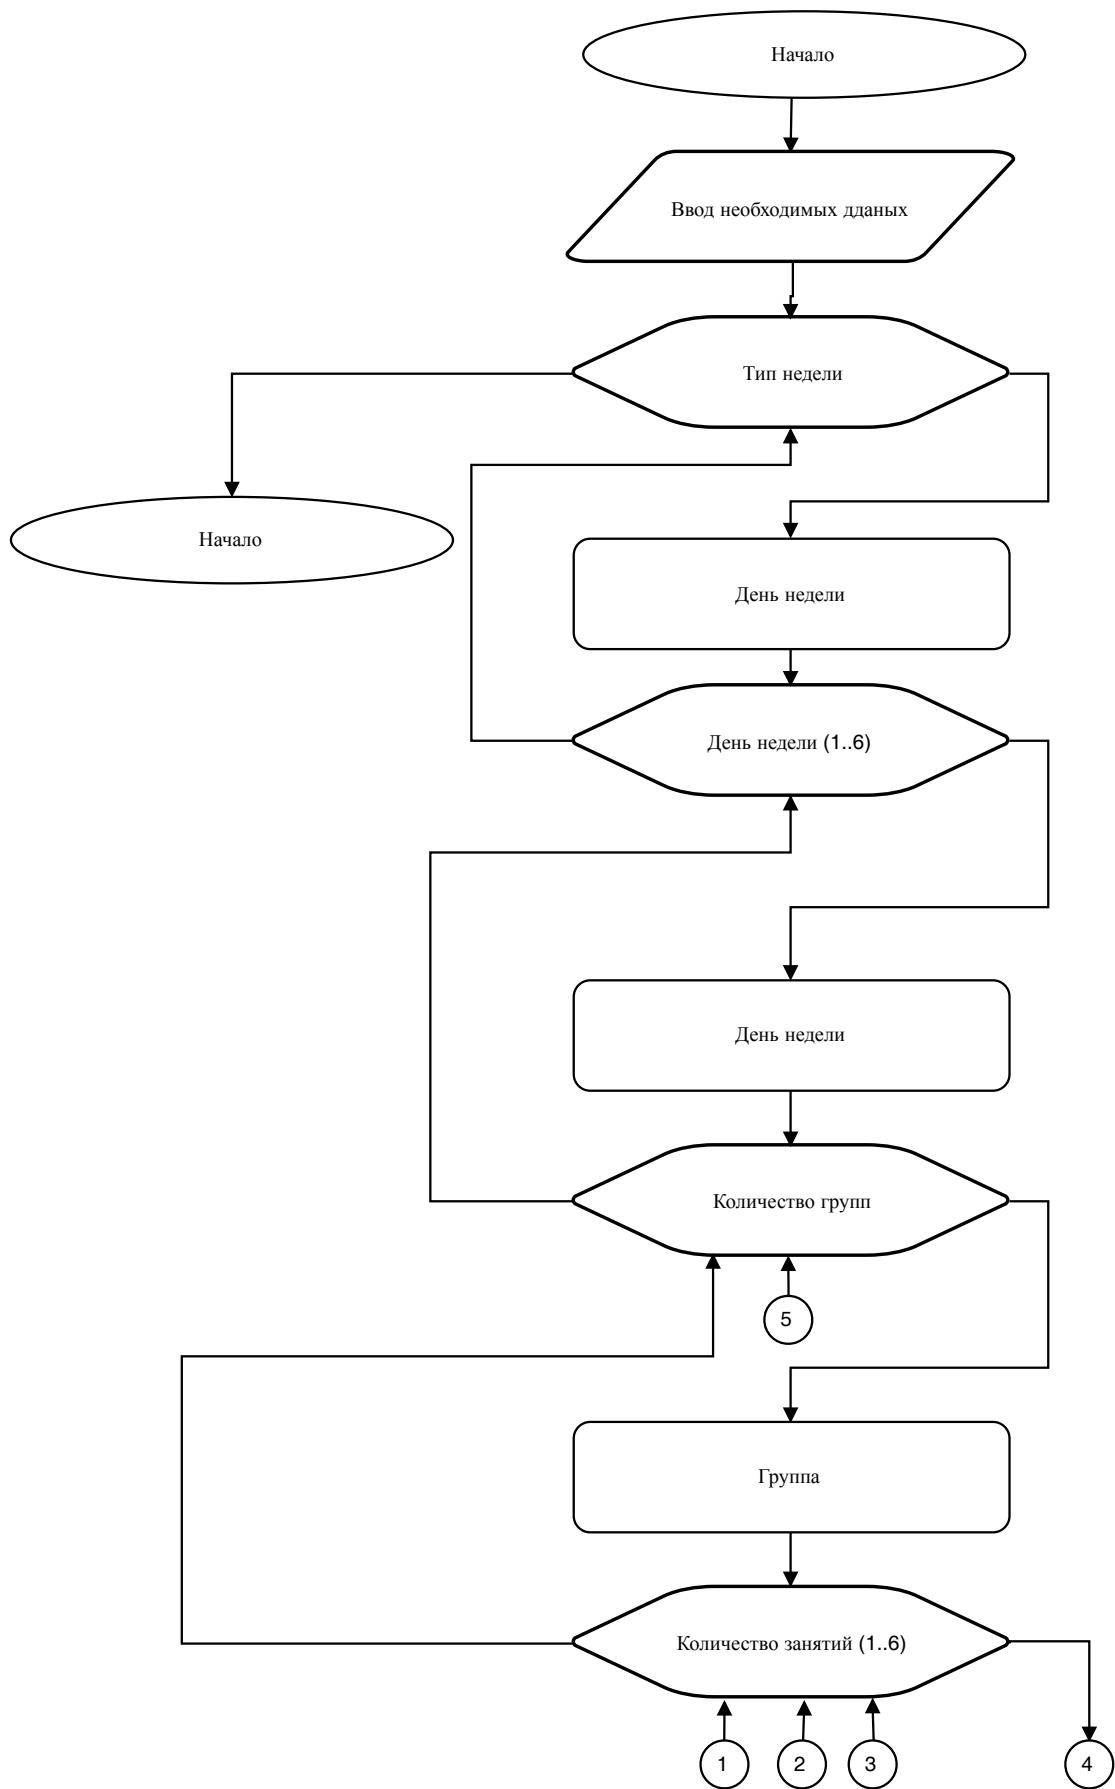 Начало
Ввод необходимых дданых
Тип недели
Начало
День недели
День недели (1..6)
День недели
Количество групп
5
Группа
Количество занятий (1..6)
1
2
3
4